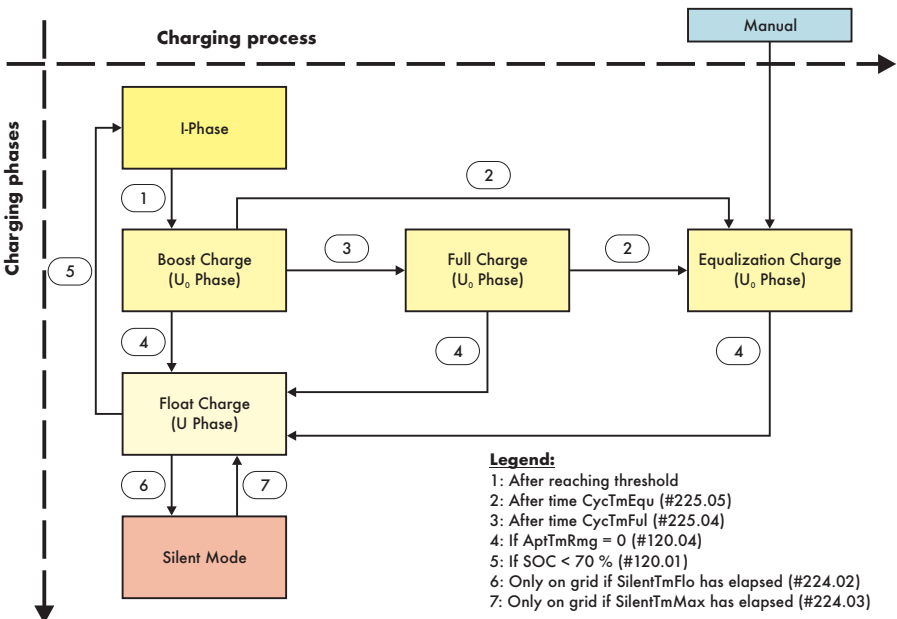 Charging process
Manual
Charging phases
I-Phase
1
2
5
Boost Charge
(U₀ Phase)
3
Full Charge
(U₀ Phase)
2
Equalization Charge
(U₀ Phase)
4
4
4
Float Charge
(U Phase)
6
7
Silent Mode
Legend:
1: After reaching threshold
2: After time CycTmEqu (#225.05)
3: After time CycTmFul (#225.04)
4: If AptTmRmg = 0 (#120.04)
5: If SOC < 70 % (#120.01)
6: Only on grid if SilentTmFlo has elapsed (#224.02)
7: Only on grid if SilentTmMax has elapsed (#224.03)